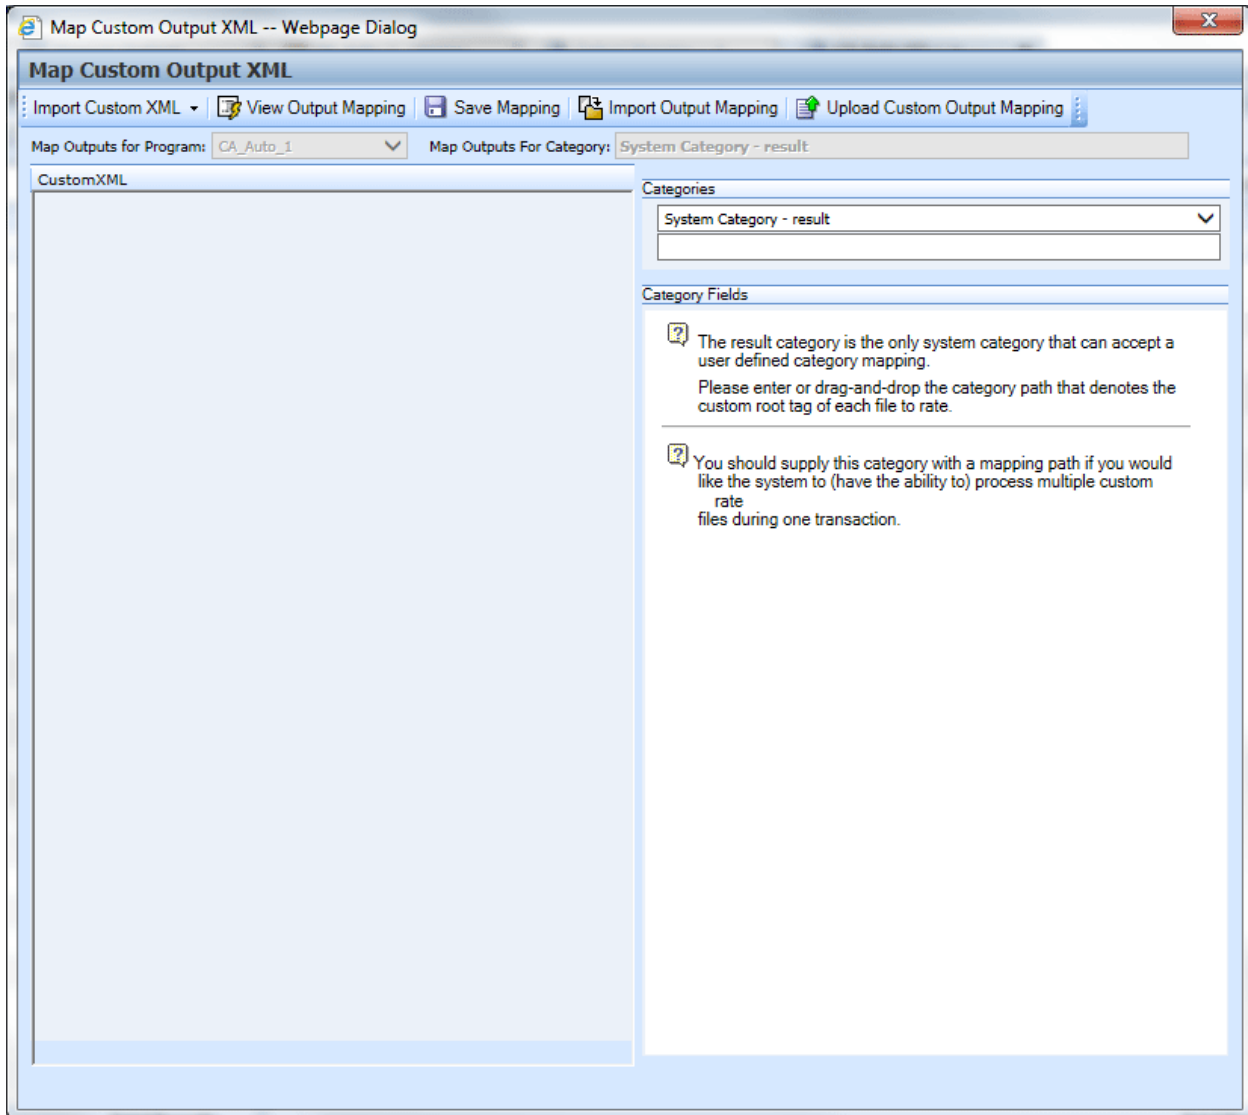 Map Custom Output XML -- Webpage Dialog
Map Custom Output XML
Import Custom XML View Output Mapping Save Mapping Import Output Mapping Upload Custom Output Mapping
Map Outputs for Program: CA_Auto_1 Map Outputs For Category: System Category - result
CustomXML
Categories
System Category - result
Category Fields
The result category is the only system category that can accept a
user defined category mapping.
Please enter or drag-and-drop the category path that denotes the
custom root tag of each file to rate.
You should supply this category with a mapping path if you would
like the system to (have the ability to) process multiple custom
rate
files during one transaction.